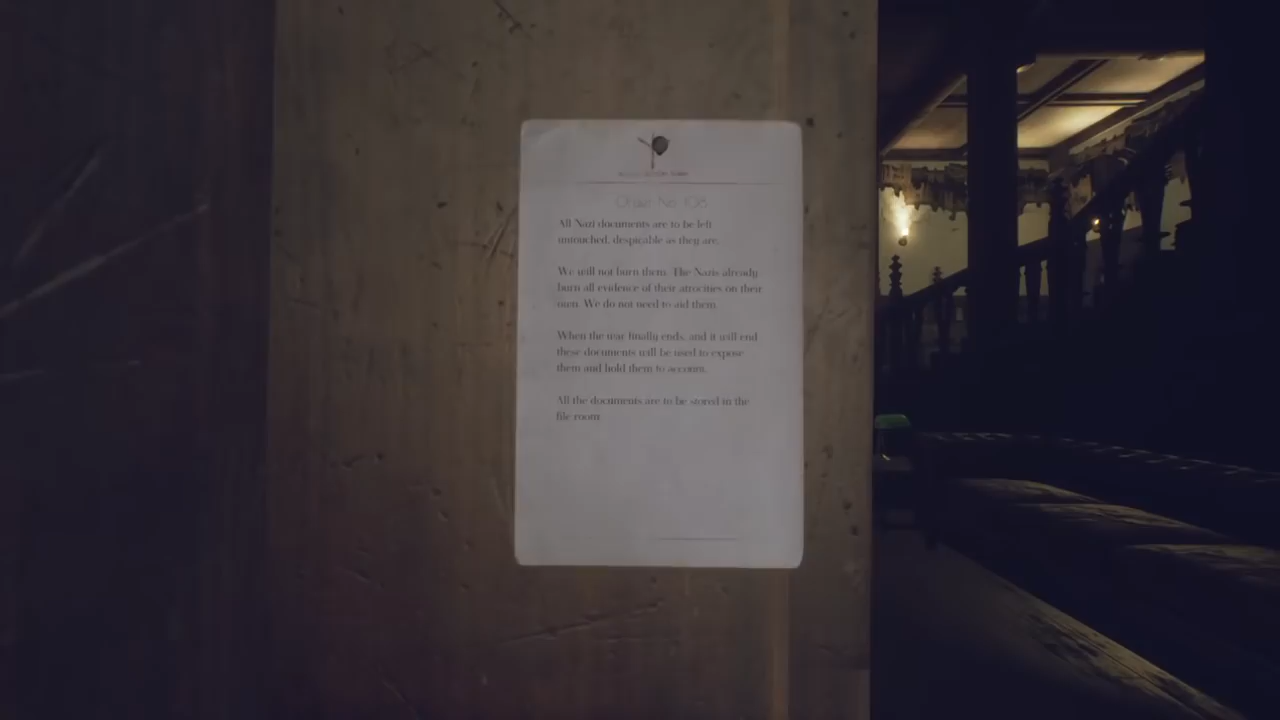 Order No 108
All Nazi documents are to be left
untouched, despicable as they are.
We will not burn them. The Nazis already
burn all evidence of their atrocities on their
own. We do not need to aid them.
When the war finally ends, and it will end
these documents will be used to expose
them and hold them to account.
All the documents are to be stored in the
file room